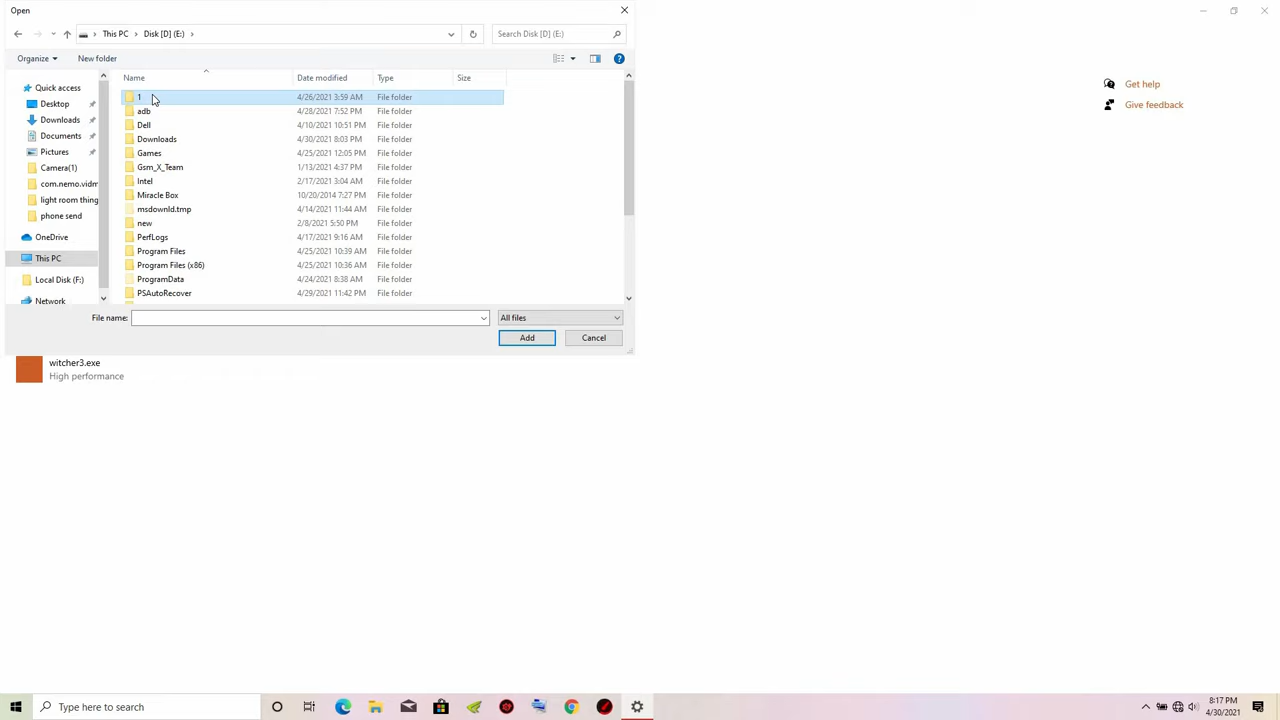 Open
This PC > Disk [D] (E:) >
Search Disk [D] (E:)
Organize
New folder
Name
Date modified
Type
Size
Quick access
Desktop
Downloads
Documents
Pictures
Camera(1)
com.nemo.vidm
light room thing
phone send
OneDrive
This PC
Local Disk (F:)
Network
1 4/26/2021 3:59 AM File folder
adb 4/28/2021 7:52 PM File folder
Dell 4/10/2021 10:51 PM File folder
Downloads 4/30/2021 8:03 PM File folder
Games 4/25/2021 12:05 PM File folder
Gsm_X_Team 1/13/2021 4:37 PM File folder
Intel 2/17/2021 3:04 AM File folder
Miracle Box 10/20/2014 7:27 PM File folder
msdownld.tmp 4/14/2021 11:44 AM File folder
new 2/8/2021 5:50 PM File folder
PerfLogs 4/17/2021 9:16 AM File folder
Program Files 4/25/2021 10:39 AM File folder
Program Files (x86) 4/25/2021 10:36 AM File folder
ProgramData 4/24/2021 8:38 AM File folder
PSAutoRecover 4/29/2021 11:42 PM File folder
File name:
All files
Add
Cancel
Get help
Give feedback
witcher3.exe
High performance
Type here to search
8:17 PM
4/30/2021